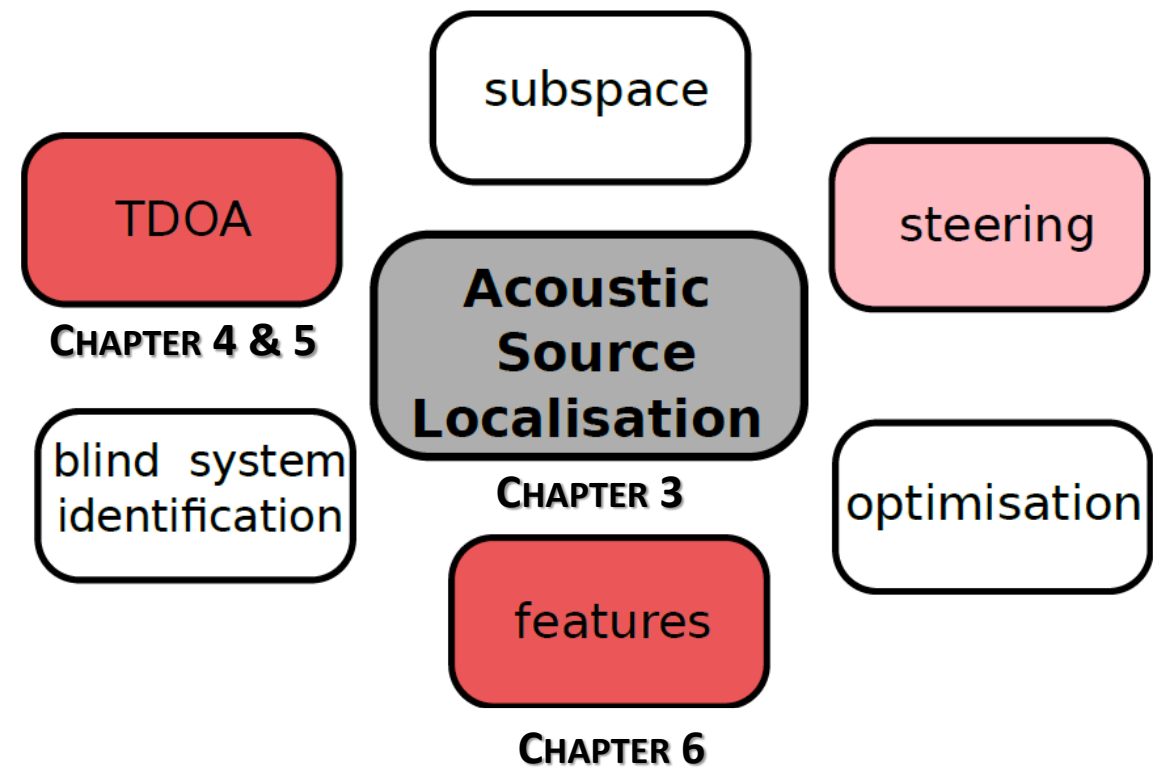 subspace
TDOA
steering
Acoustic
Source
Localisation
CHAPTER 4 & 5
blind system
identification
CHAPTER 3
optimisation
features
CHAPTER 6